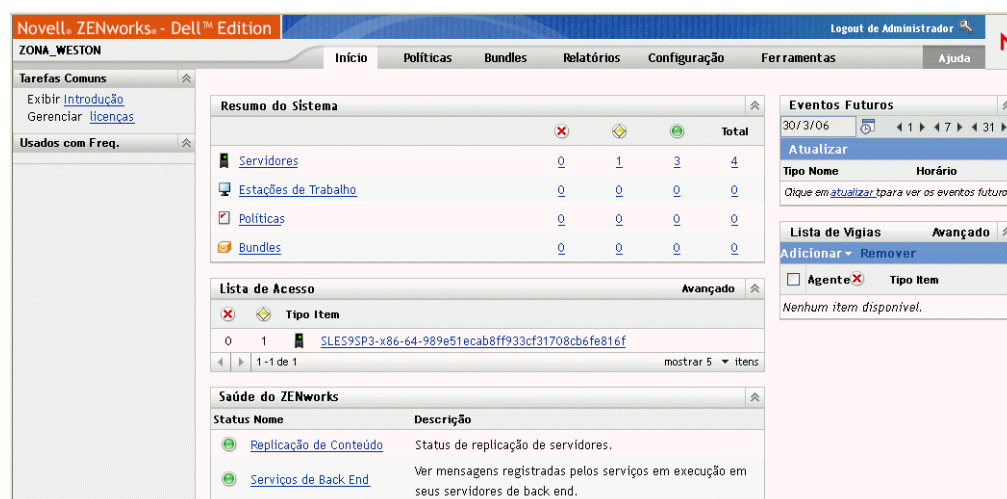 Novell® ZENworks® - Dell™ Edition
Logout de Administrador
ZONA_WESTON
Início Políticas Bundles Relatórios Configuração Ferramentas Ajuda
Tarefas Comuns
Exibir Introdução
Gerenciar licenças
Usados com Freq.
Resumo do Sistema
Total
Servidores 0 1 3 4
Estações de Trabalho 0 0 0 0
Políticas 0 0 0 0
Bundles 0 0 0 0
Lista de Acesso Avançado
Tipo Item
0 1 SLES9SP3-x86-64-989e51ecab8ff933cf31708cb6fe816f
1-1 de 1 mostrar 5 itens
Saúde do ZENworks
Status Nome Descrição
Replicação de Conteúdo Status de replicação de servidores.
Serviços de Back End Ver mensagens registradas pelos serviços em execução em
seus servidores de back end.
Eventos Futuros
30/3/06 1 7 31
Atualizar
Tipo Nome Horário
Clique em atualizar tpara ver os eventos futuro
Lista de Vigias Avançado
Adicionar Remover
Agente Tipo Item
Nenhum item disponível.